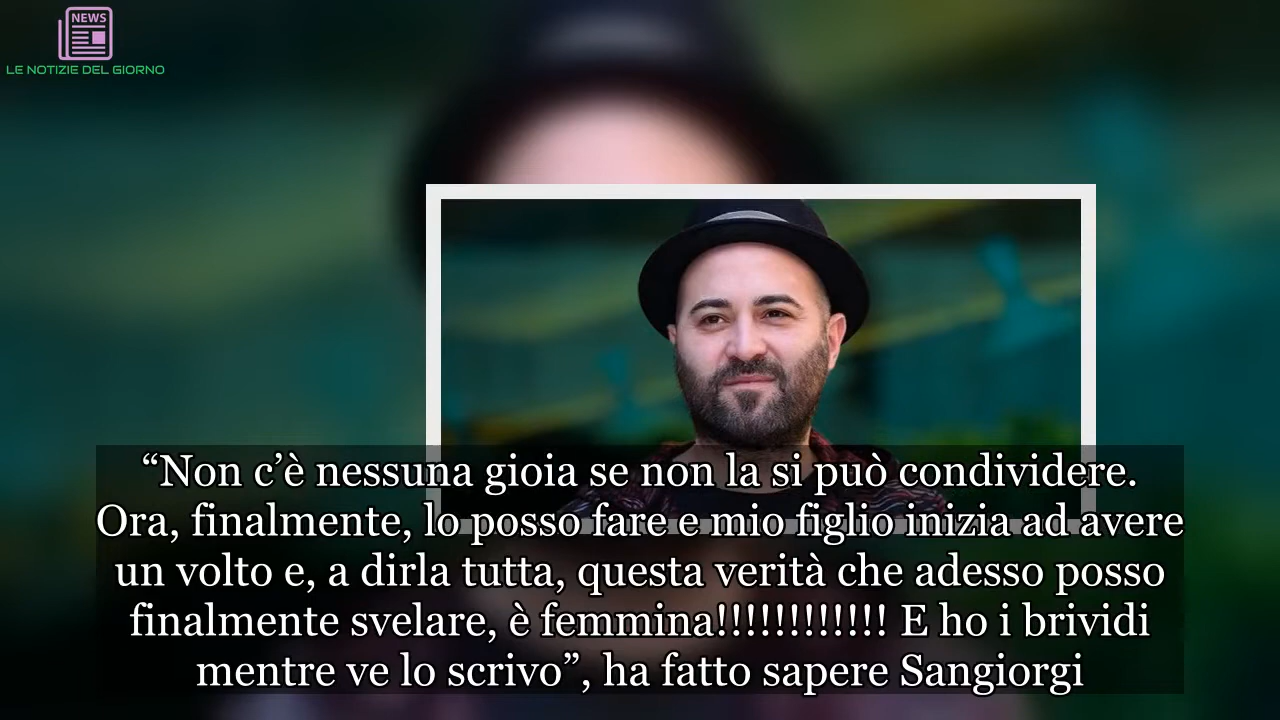 NEWS
LE NOTIZIE DEL GIORNO
“Non c’è nessuna gioia se non la si può condividere.
Ora, finalmente, lo posso fare e mio figlio inizia ad avere
un volto e, a dirla tutta, questa verità che adesso posso
finalmente svelare, è femmina!!!!!!!!!!!! E ho i brividi
mentre ve lo scrivo”, ha fatto sapere Sangiorgi